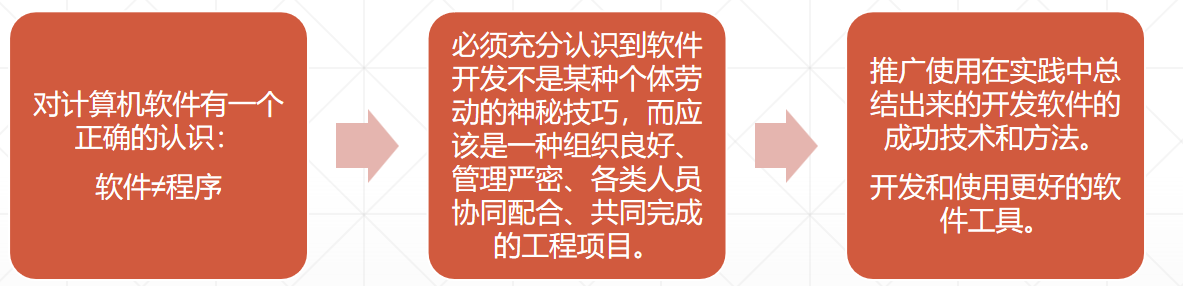 对计算机软件有一个
正确的认识：
软件≠程序
必须充分认识到软件
开发不是某种个体劳
动的神秘技巧，而应
该是一种组织良好、
管理严密、各类人员
协同配合、共同完成
的工程项目。
推广使用在实践中总
结出来的开发软件的
成功技术和方法。
开发和使用更好的软
件工具。